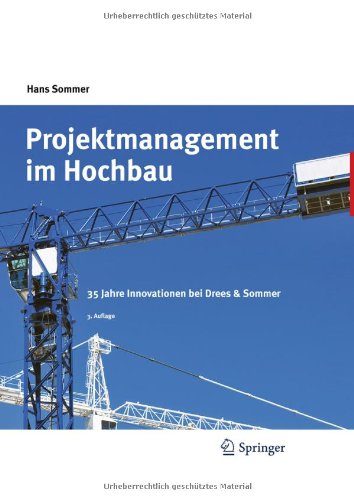 Urheberrechtlich geschütztes Material
Hans Sommer
Projektmanagement
im Hochbau
35 Jahre Innovationen bei Drees & Sommer
3. Auflage
Springer
Urheberrechtlich geschütztes Material